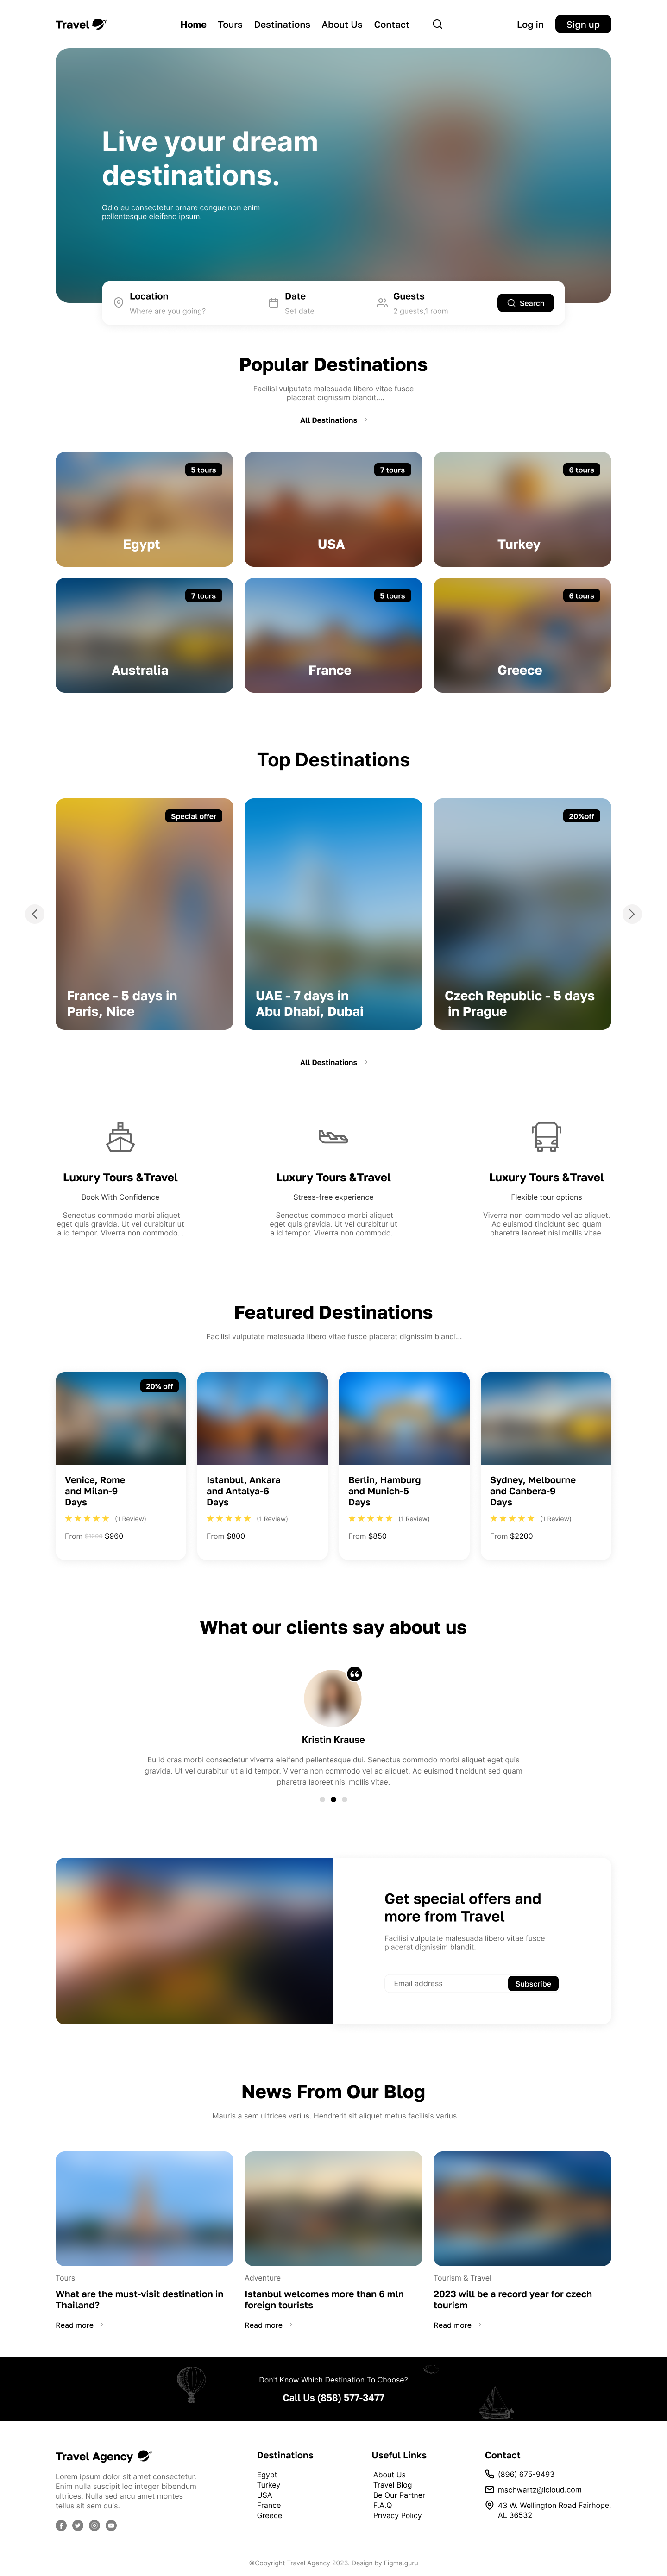 Travel
Home Tours Destinations About Us Contact
Log in Sign up
Live your dream
destinations.
Odio eu consectetur ornare congue non enim
pellentesque eleifend ipsum.
Location
Where are you going?
Date
Set date
Guests
2 guests,1 room
Search
Popular Destinations
Facilisi vulputate malesuada libero vitae fusce
placerat dignissim blandit....
All Destinations →
5 tours
Egypt
7 tours
USA
6 tours
Turkey
7 tours
Australia
5 tours
France
6 tours
Greece
Top Destinations
Special offer
France - 5 days in
Paris, Nice
UAE - 7 days in
Abu Dhabi, Dubai
20%off
Czech Republic - 5 days
in Prague
All Destinations →
Luxury Tours &Travel
Book With Confidence
Senectus commodo morbi aliquet
eget quis gravida. Ut vel curabitur ut
a id tempor. Viverra non commodo...
Luxury Tours &Travel
Stress-free experience
Senectus commodo morbi aliquet
eget quis gravida. Ut vel curabitur ut
a id tempor. Viverra non commodo...
Luxury Tours &Travel
Flexible tour options
Viverra non commodo vel ac aliquet.
Ac euismod tincidunt sed quam
pharetra laoreet nisl mollis vitae.
Featured Destinations
Facilisi vulputate malesuada libero vitae fusce placerat dignissim blandi...
20% off
Venice, Rome
and Milan-9
Days
(1 Review)
From $1200 $960
Istanbul, Ankara
and Antalya-6
Days
(1 Review)
From $800
Berlin, Hamburg
and Munich-5
Days
(1 Review)
From $850
Sydney, Melbourne
and Canbera-9
Days
(1 Review)
From $2200
What our clients say about us
Kristin Krause
Eu id cras morbi consectetur viverra eleifend pellentesque dui. Senectus commodo morbi aliquet eget quis
gravida. Ut vel curabitur ut a id tempor. Viverra non commodo vel ac aliquet. Ac euismod tincidunt sed quam
pharetra laoreet nisl mollis vitae.
Get special offers and
more from Travel
Facilisi vulputate malesuada libero vitae fusce
placerat dignissim blandit.
Email address
Subscribe
News From Our Blog
Mauris a sem ultrices varius. Hendrerit sit aliquet metus facilisis varius
Tours
What are the must-visit destination in
Thailand?
Read more →
Adventure
Istanbul welcomes more than 6 mln
foreign tourists
Read more →
Tourism & Travel
2023 will be a record year for czech
tourism
Read more →
Don't Know Which Destination To Choose?
Call Us (858) 577-3477
Travel Agency
Lorem ipsum dolor sit amet consectetur.
Enim nulla suscipit leo integer bibendum
ultrices. Nulla sed arcu amet montes
tellus sit sem quis.
Destinations
Egypt
Turkey
USA
France
Greece
Useful Links
About Us
Travel Blog
Be Our Partner
F.A.Q
Privacy Policy
Contact
(896) 675-9493
mschwartz@icloud.com
43 W. Wellington Road Fairhope,
AL 36532
©Copyright Travel Agency 2023. Design by Figma.guru